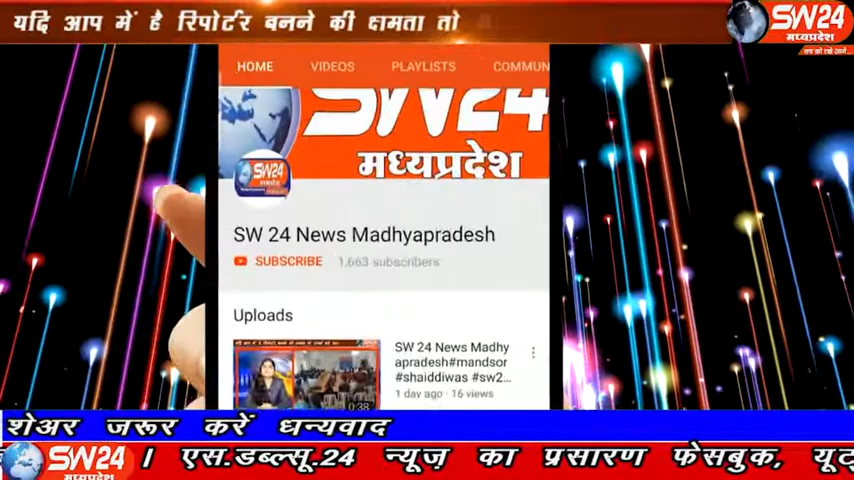 यदि आप में है रिपोर्टर बनने की क्षमता तो
SW24
मध्यप्रदेश
HOME VIDEOS PLAYLISTS COMMUN
SW24
मध्यप्रदेश
SW24
SW 24 News Madhyapradesh
SUBSCRIBE 1,663 subscribers
Uploads
SW 24 News Madhy
apradesh#mandsor
#shaiddiwas #sw2...
1 day ago · 16 views
0:38
शेअर जरूर करें धन्यवाद
SW24
मध्यप्रदेश
। एस.डब्ल्सू.24 न्यूज़ का प्रसारण फेसबुक, यूट्